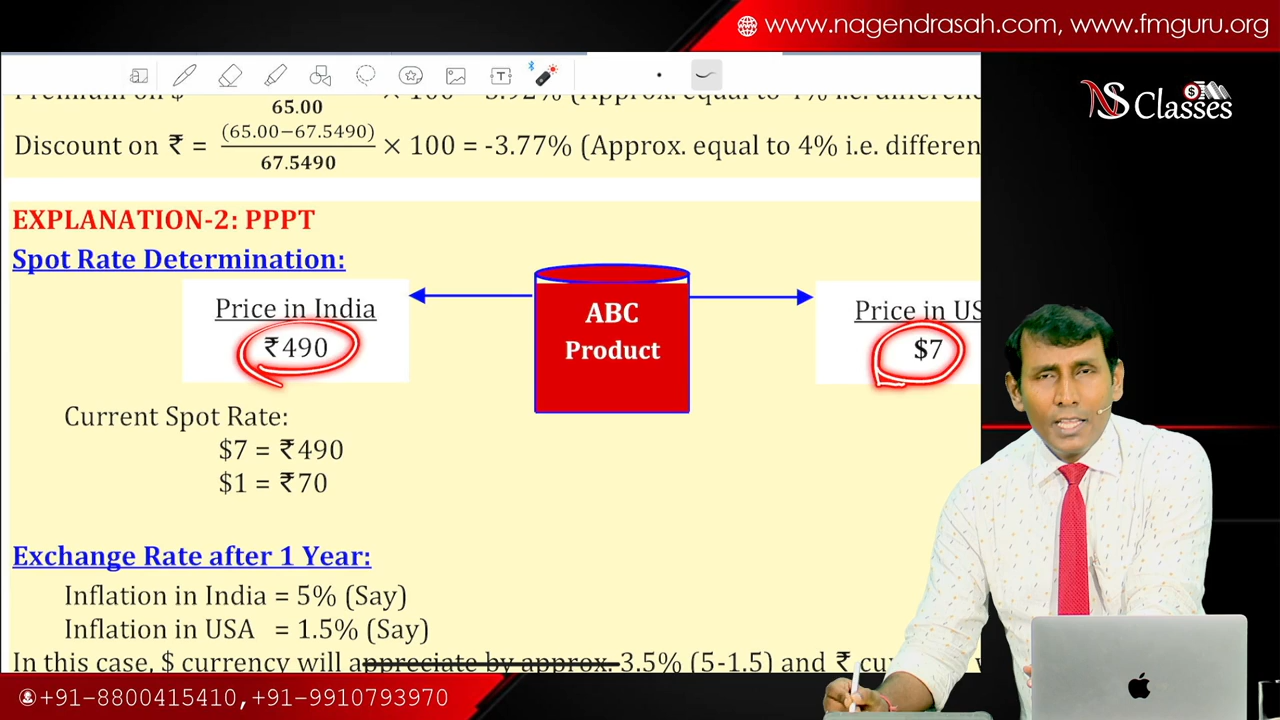 www.nagendrasah.com, www.fmguru.org
NS Classes
65.00
Discount on ₹ = (65.00−67.5490) / 67.5490 × 100 = -3.77% (Approx. equal to 4% i.e.
EXPLANATION-2: PPPT
Spot Rate Determination:
Price in India
₹490
ABC
Product
Price in
$7
Current Spot Rate:
$7 = ₹490
$1 = ₹70
Exchange Rate after 1 Year:
Inflation in India = 5% (Say)
Inflation in USA = 1.5% (Say)
In this case, $ currency will appreciate by approx. 3.5% (5-1.5) and ₹
+91-8800415410,+91-9910793970